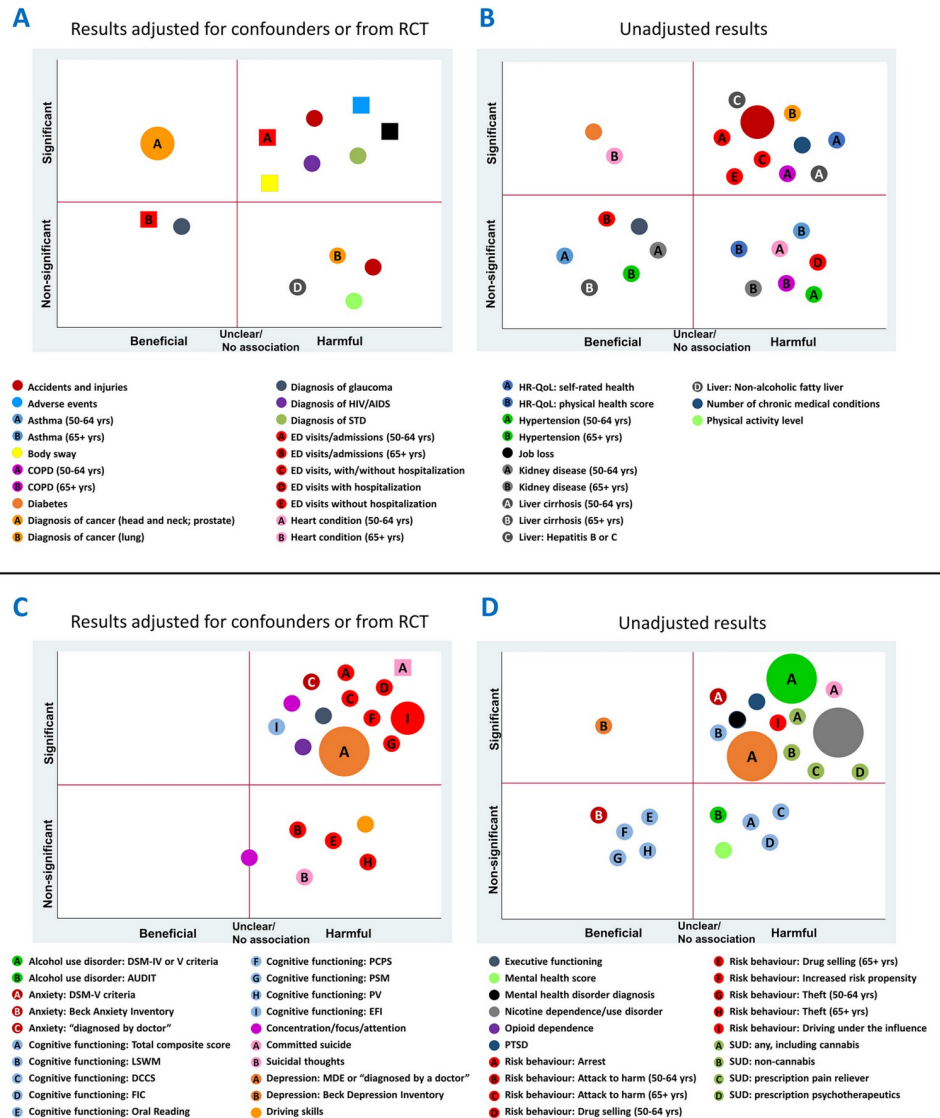 A
Results adjusted for confounders or from RCT
Significant
Non-significant
A
A
B
B
D
Beneficial
Unclear/
No association
Harmful
B
Unadjusted results
Significant
Non-significant
B
C
B
A
A
C
E
A
A
B
A
A
B
B
B
B
A
D
B
B
A
Beneficial
Unclear/
No association
Harmful
Accidents and injuries
Adverse events
A Asthma (50-64 yrs)
B Asthma (65+ yrs)
Body sway
A COPD (50-64 yrs)
B COPD (65+ yrs)
Diabetes
A Diagnosis of cancer (head and neck; prostate)
B Diagnosis of cancer (lung)
Diagnosis of glaucoma
Diagnosis of HIV/AIDS
Diagnosis of STD
A ED visits/admissions (50-64 yrs)
B ED visits/admissions (65+ yrs)
C ED visits, with/without hospitalization
D ED visits with hospitalization
E ED visits without hospitalization
A Heart condition (50-64 yrs)
B Heart condition (65+ yrs)
A HR-QoL: self-rated health
B HR-QoL: physical health score
A Hypertension (50-64 yrs)
B Hypertension (65+ yrs)
Job loss
A Kidney disease (50-64 yrs)
B Kidney disease (65+ yrs)
A Liver cirrhosis (50-64 yrs)
B Liver cirrhosis (65+ yrs)
C Liver: Hepatitis B or C
D Liver: Non-alcoholic fatty liver
Number of chronic medical conditions
Physical activity level
C
Results adjusted for confounders or from RCT
Significant
Non-significant
A
A
C
D
C
I
F
I
G
A
B
E
H
B
Beneficial
Unclear/
No association
Harmful
D
Unadjusted results
Significant
Non-significant
B
A
A
A
A
I
B
B
A
C
D
B
E
F
G
H
B
C
A
D
Beneficial
Unclear/
No association
Harmful
A Alcohol use disorder: DSM-IV or V criteria
B Alcohol use disorder: AUDIT
A Anxiety: DSM-V criteria
B Anxiety: Beck Anxiety Inventory
C Anxiety: “diagnosed by doctor”
A Cognitive functioning: Total composite score
B Cognitive functioning: LSWM
C Cognitive functioning: DCCS
D Cognitive functioning: FIC
E Cognitive functioning: Oral Reading
F Cognitive functioning: PCPS
G Cognitive functioning: PSM
H Cognitive functioning: PV
I Cognitive functioning: EFI
Concentration/focus/attention
A Committed suicide
B Suicidal thoughts
A Depression: MDE or “diagnosed by a doctor”
B Depression: Beck Depression Inventory
Driving skills
Executive functioning
Mental health score
Mental health disorder diagnosis
Nicotine dependence/use disorder
Opioid dependence
PTSD
A Risk behaviour: Arrest
B Risk behaviour: Attack to harm (50-64 yrs)
C Risk behaviour: Attack to harm (65+ yrs)
D Risk behaviour: Drug selling (50-64 yrs)
E Risk behaviour: Drug selling (65+ yrs)
F Risk behaviour: Increased risk propensity
G Risk behaviour: Theft (50-64 yrs)
H Risk behaviour: Theft (65+ yrs)
I Risk behaviour: Driving under the influence
A SUD: any, including cannabis
B SUD: non-cannabis
C SUD: prescription pain reliever
D SUD: prescription psychotherapeutics